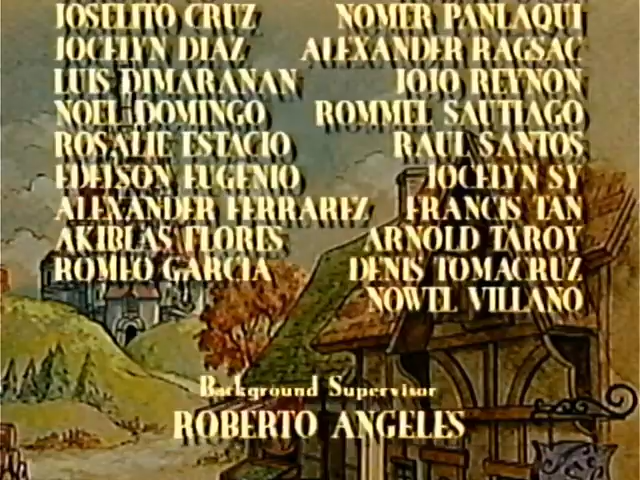 JOSELITO CRUZ NOMER PANLAQUI
JOCELYN DIAZ ALEXANDER RAGSAC
LUIS DIMARANAN JOJO REYNON
NOEL DOMINGO ROMMEL SAUTIAGO
ROSALIE ESTACIO RAUL SANTOS
EDELSON EUGENIO JOCELYN SY
ALEXANDER FERRAREZ FRANCIS TAN
AKIBLAS FLORES ARNOLD TAROY
ROMEO GARCIA DENIS TOMACRUZ
NOWEL VILLANO
Background Supervisor
ROBERTO ANGELES